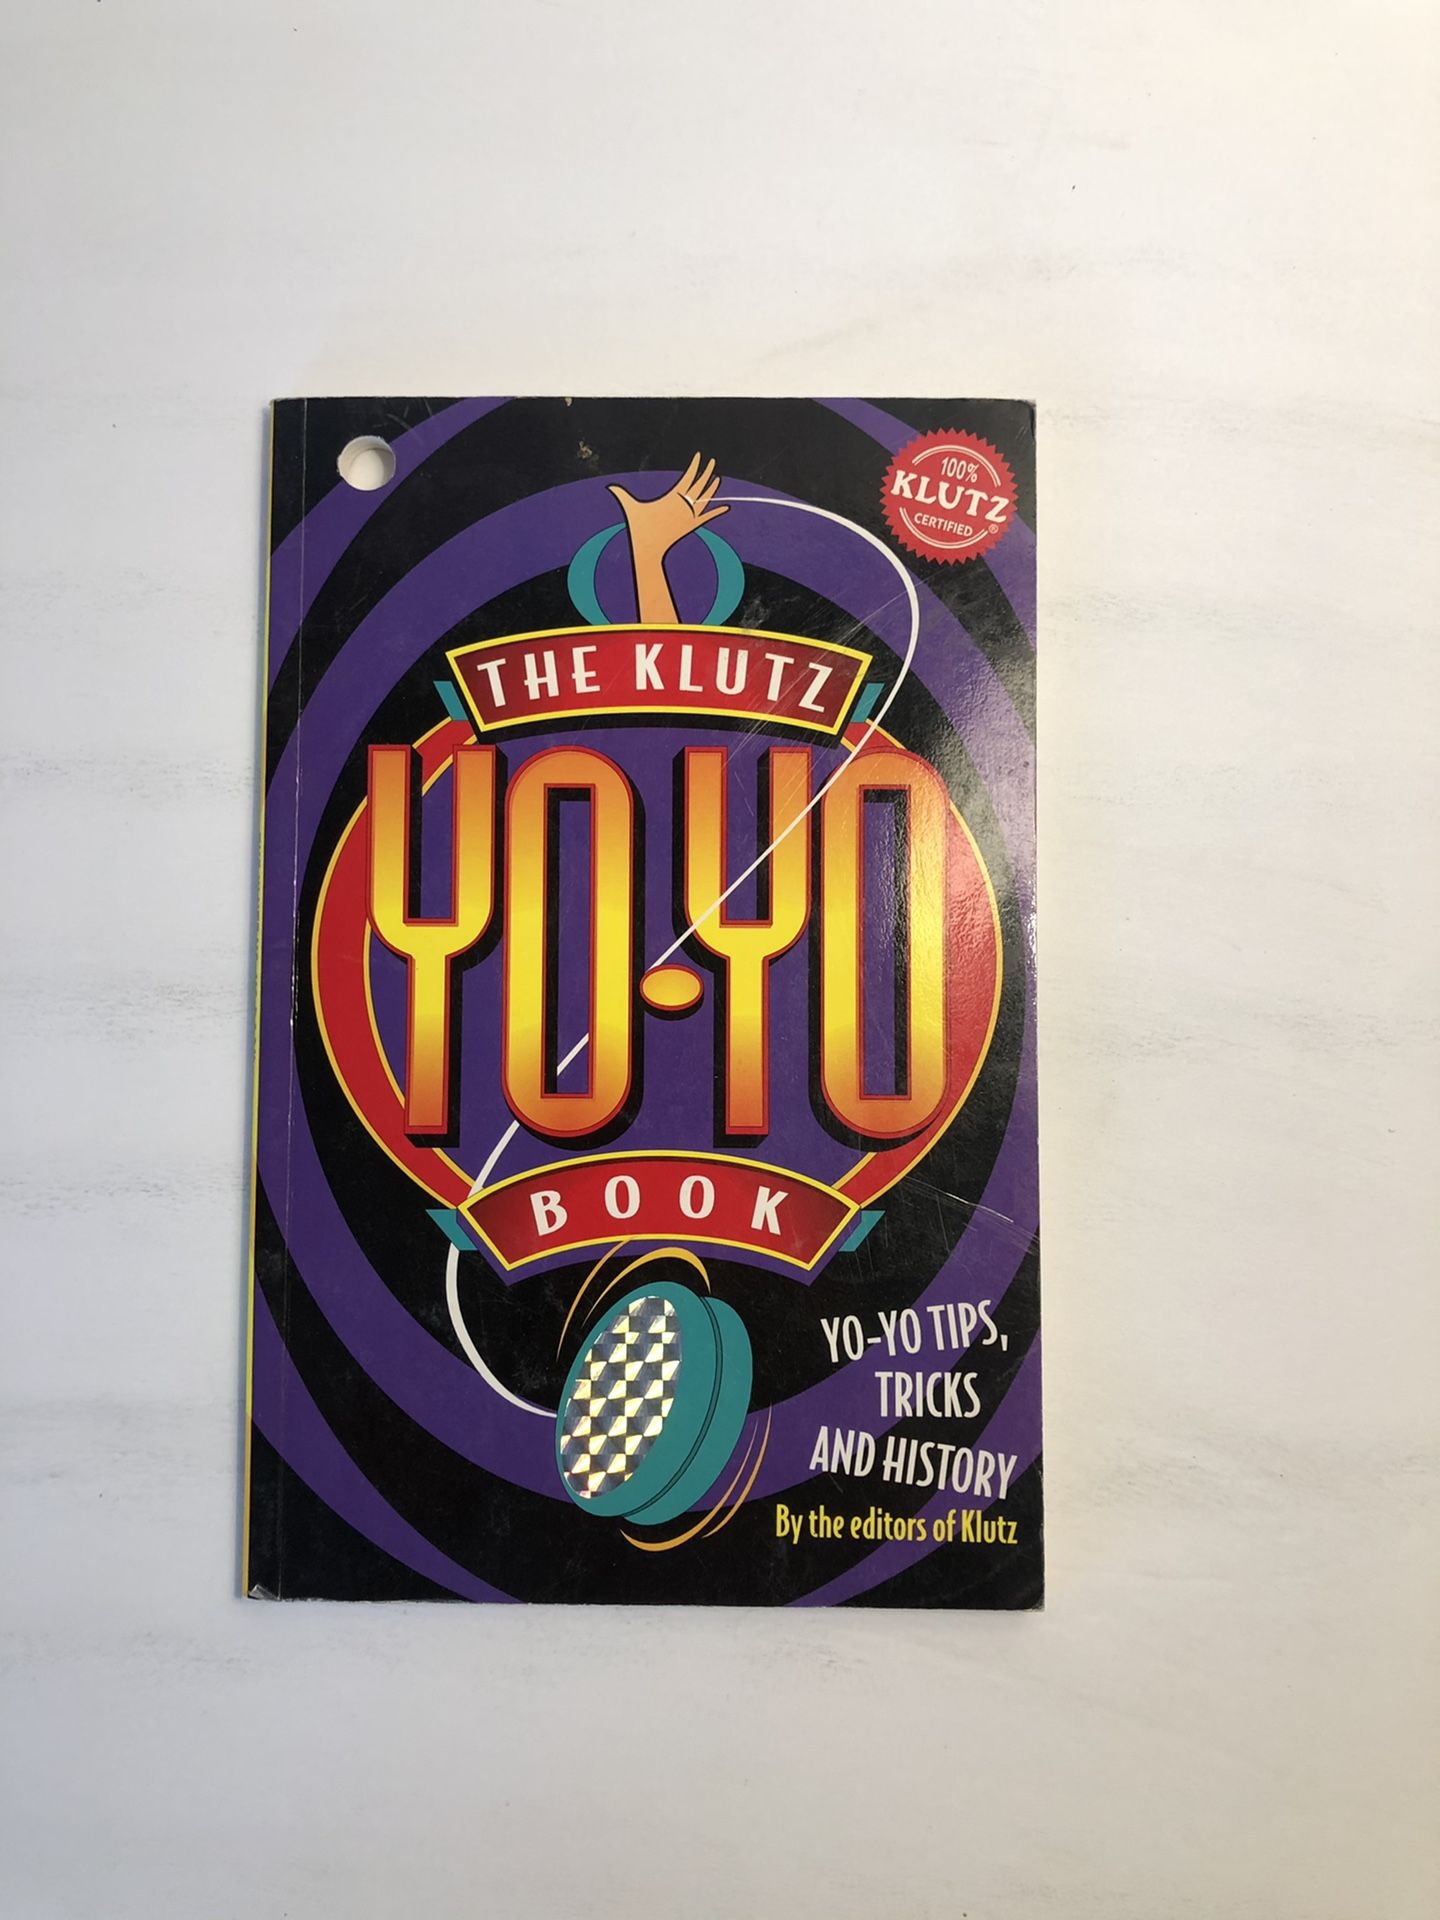 100%
KLUTZ
CERTIFIED ®
THE KLUTZ
YO-YO
BOOK
YO-YO TIPS,
TRICKS
AND HISTORY
By the editors of Klutz